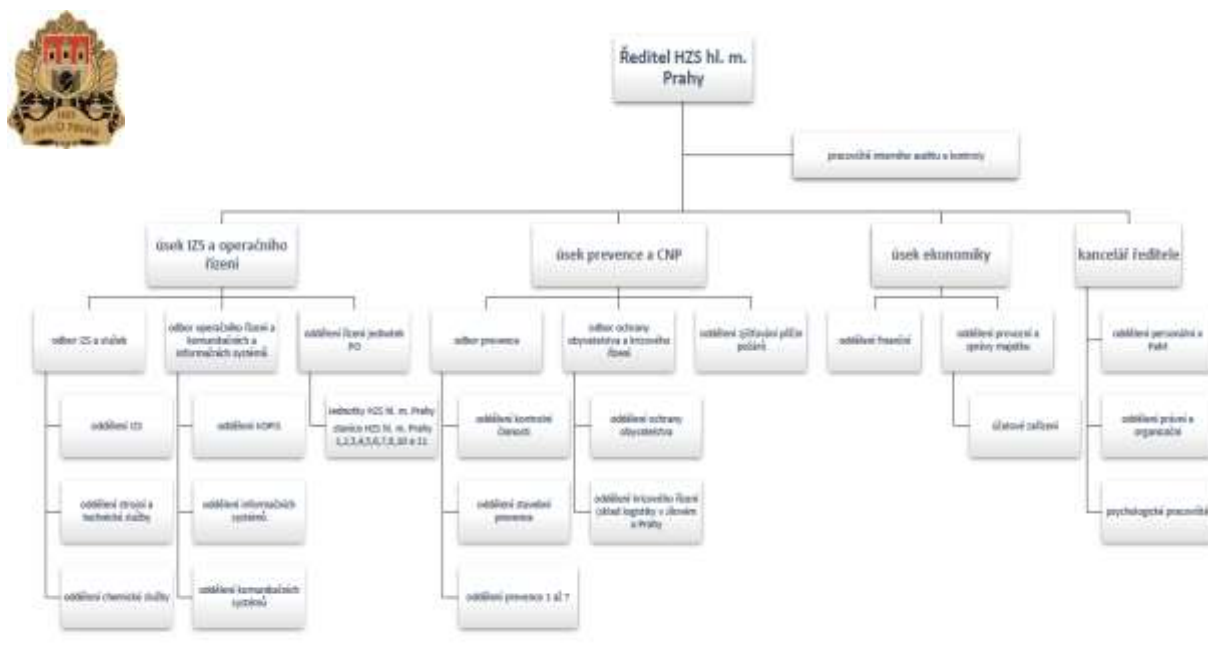 Ředitel HZS hl. m.
Prahy
pracoviště interního auditu a kontroly
úsek IZS a operačního
řízení
úsek prevence a CNP
úsek ekonomiky
kancelář ředitele
odbor IZS a služeb
odbor operačního řízení a
komunikačních a
informačních systémů
oddělení řízení jednotek
PO
odbor prevence
odbor ochrany
obyvatelstva a krizového
řízení
oddělení zjišťování příčin
požárů
oddělení finanční
oddělení provozní a
správy majetku
oddělení personální a
PaM
oddělení IZS
oddělení KOPIS
Jednotky HZS hl. m. Prahy
stanice HZS hl. m. Prahy
1,2,3,4,5,6,7,8,10 a 11
oddělení kontrolní
činnosti
oddělení ochrany
obyvatelstva
účelové zařízení
oddělení právní a
organizační
oddělení strojní a
technické služby
oddělení informačních
systémů
oddělení stavební
prevence
oddělení krizového řízení
sklad logistiky v Jílovém
u Prahy
psychologické pracoviště
oddělení chemické služby
oddělení komunikačních
systémů
oddělení prevence 1 až 7